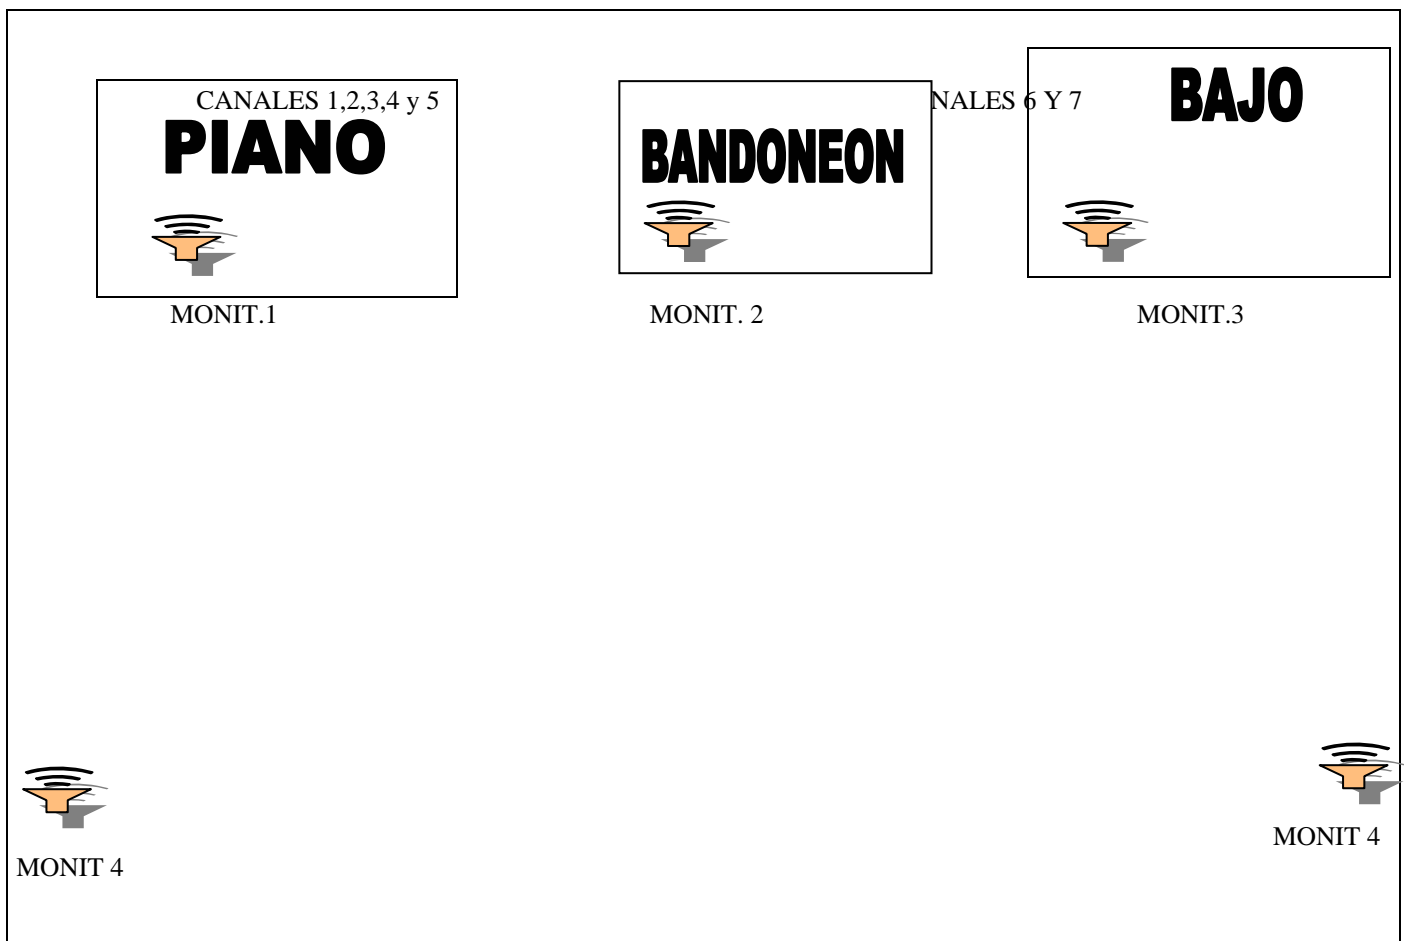 CANALES 1,2,3,4 y 5
PIANO
MONIT.1
BANDONEON
MONIT. 2
NALES 6 Y 7
BAJO
MONIT.3
MONIT 4
MONIT 4